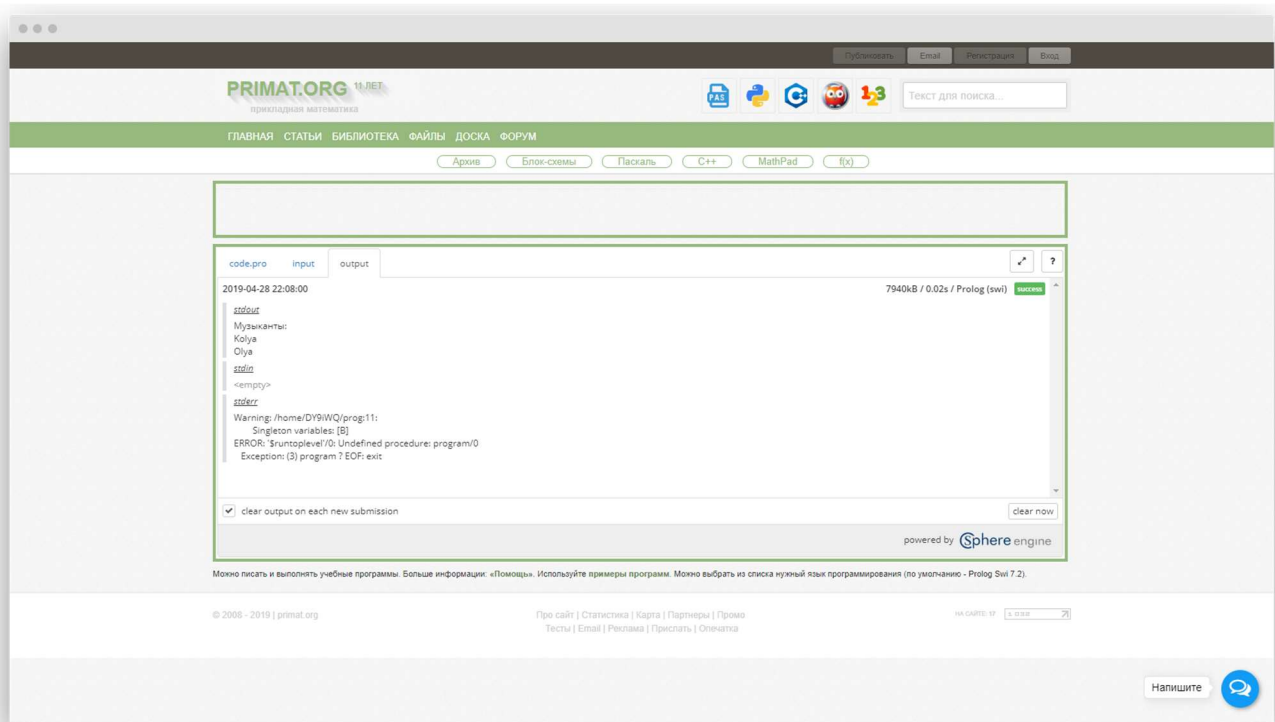 Публиковать Email Регистрация Вход
PRIMAT.ORG 11 ЛЕТ
прикладная математика
PAS
123
Текст для поиска...
ГЛАВНАЯ СТАТЬИ БИБЛИОТЕКА ФАЙЛЫ ДОСКА ФОРУМ
Архив Блок-схемы Паскаль C++ MathPad f(x)
code.pro input output ?
2019-04-28 22:08:00 7940kB / 0.02s / Prolog (swi) success
stdout
Музыканты:
Kolya
Olya
stdin
<empty>
stderr
Warning: /home/DY9iWQ/prog:11:
Singleton variables: [B]
ERROR: '$runtoplevel'/0: Undefined procedure: program/0
Exception: (3) program ? EOF: exit
clear output on each new submission clear now
powered by Sphere engine
Можно писать и выполнять учебные программы. Больше информации: «Помощь». Используйте примеры программ. Можно выбрать из списка нужный язык программирования (по умолчанию - Prolog Swi 7.2).
© 2008 - 2019 | primat.org
Про сайт | Статистика | Карта | Партнеры | Промо
Тесты | Email | Реклама | Прислать | Опечатка
НА САЙТЕ:
Напишите